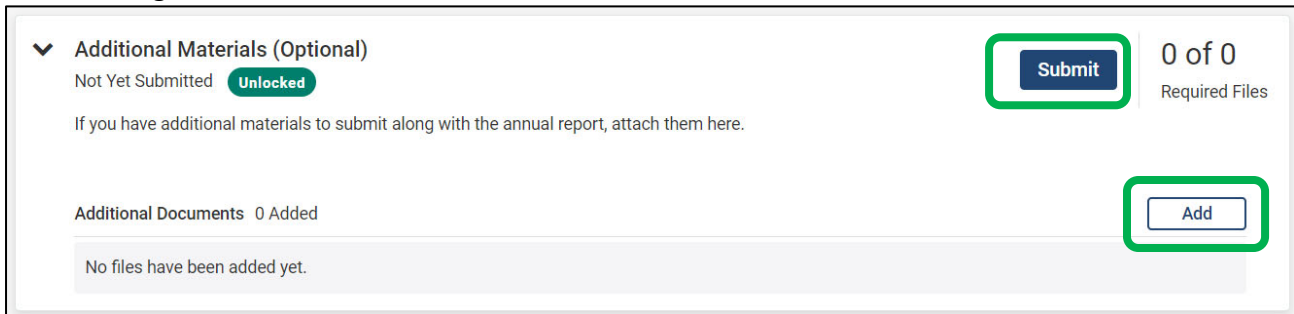 Additional Materials (Optional)
Not Yet Submitted Unlocked
Submit
0 of 0
Required Files
If you have additional materials to submit along with the annual report, attach them here.
Additional Documents 0 Added
Add
No files have been added yet.